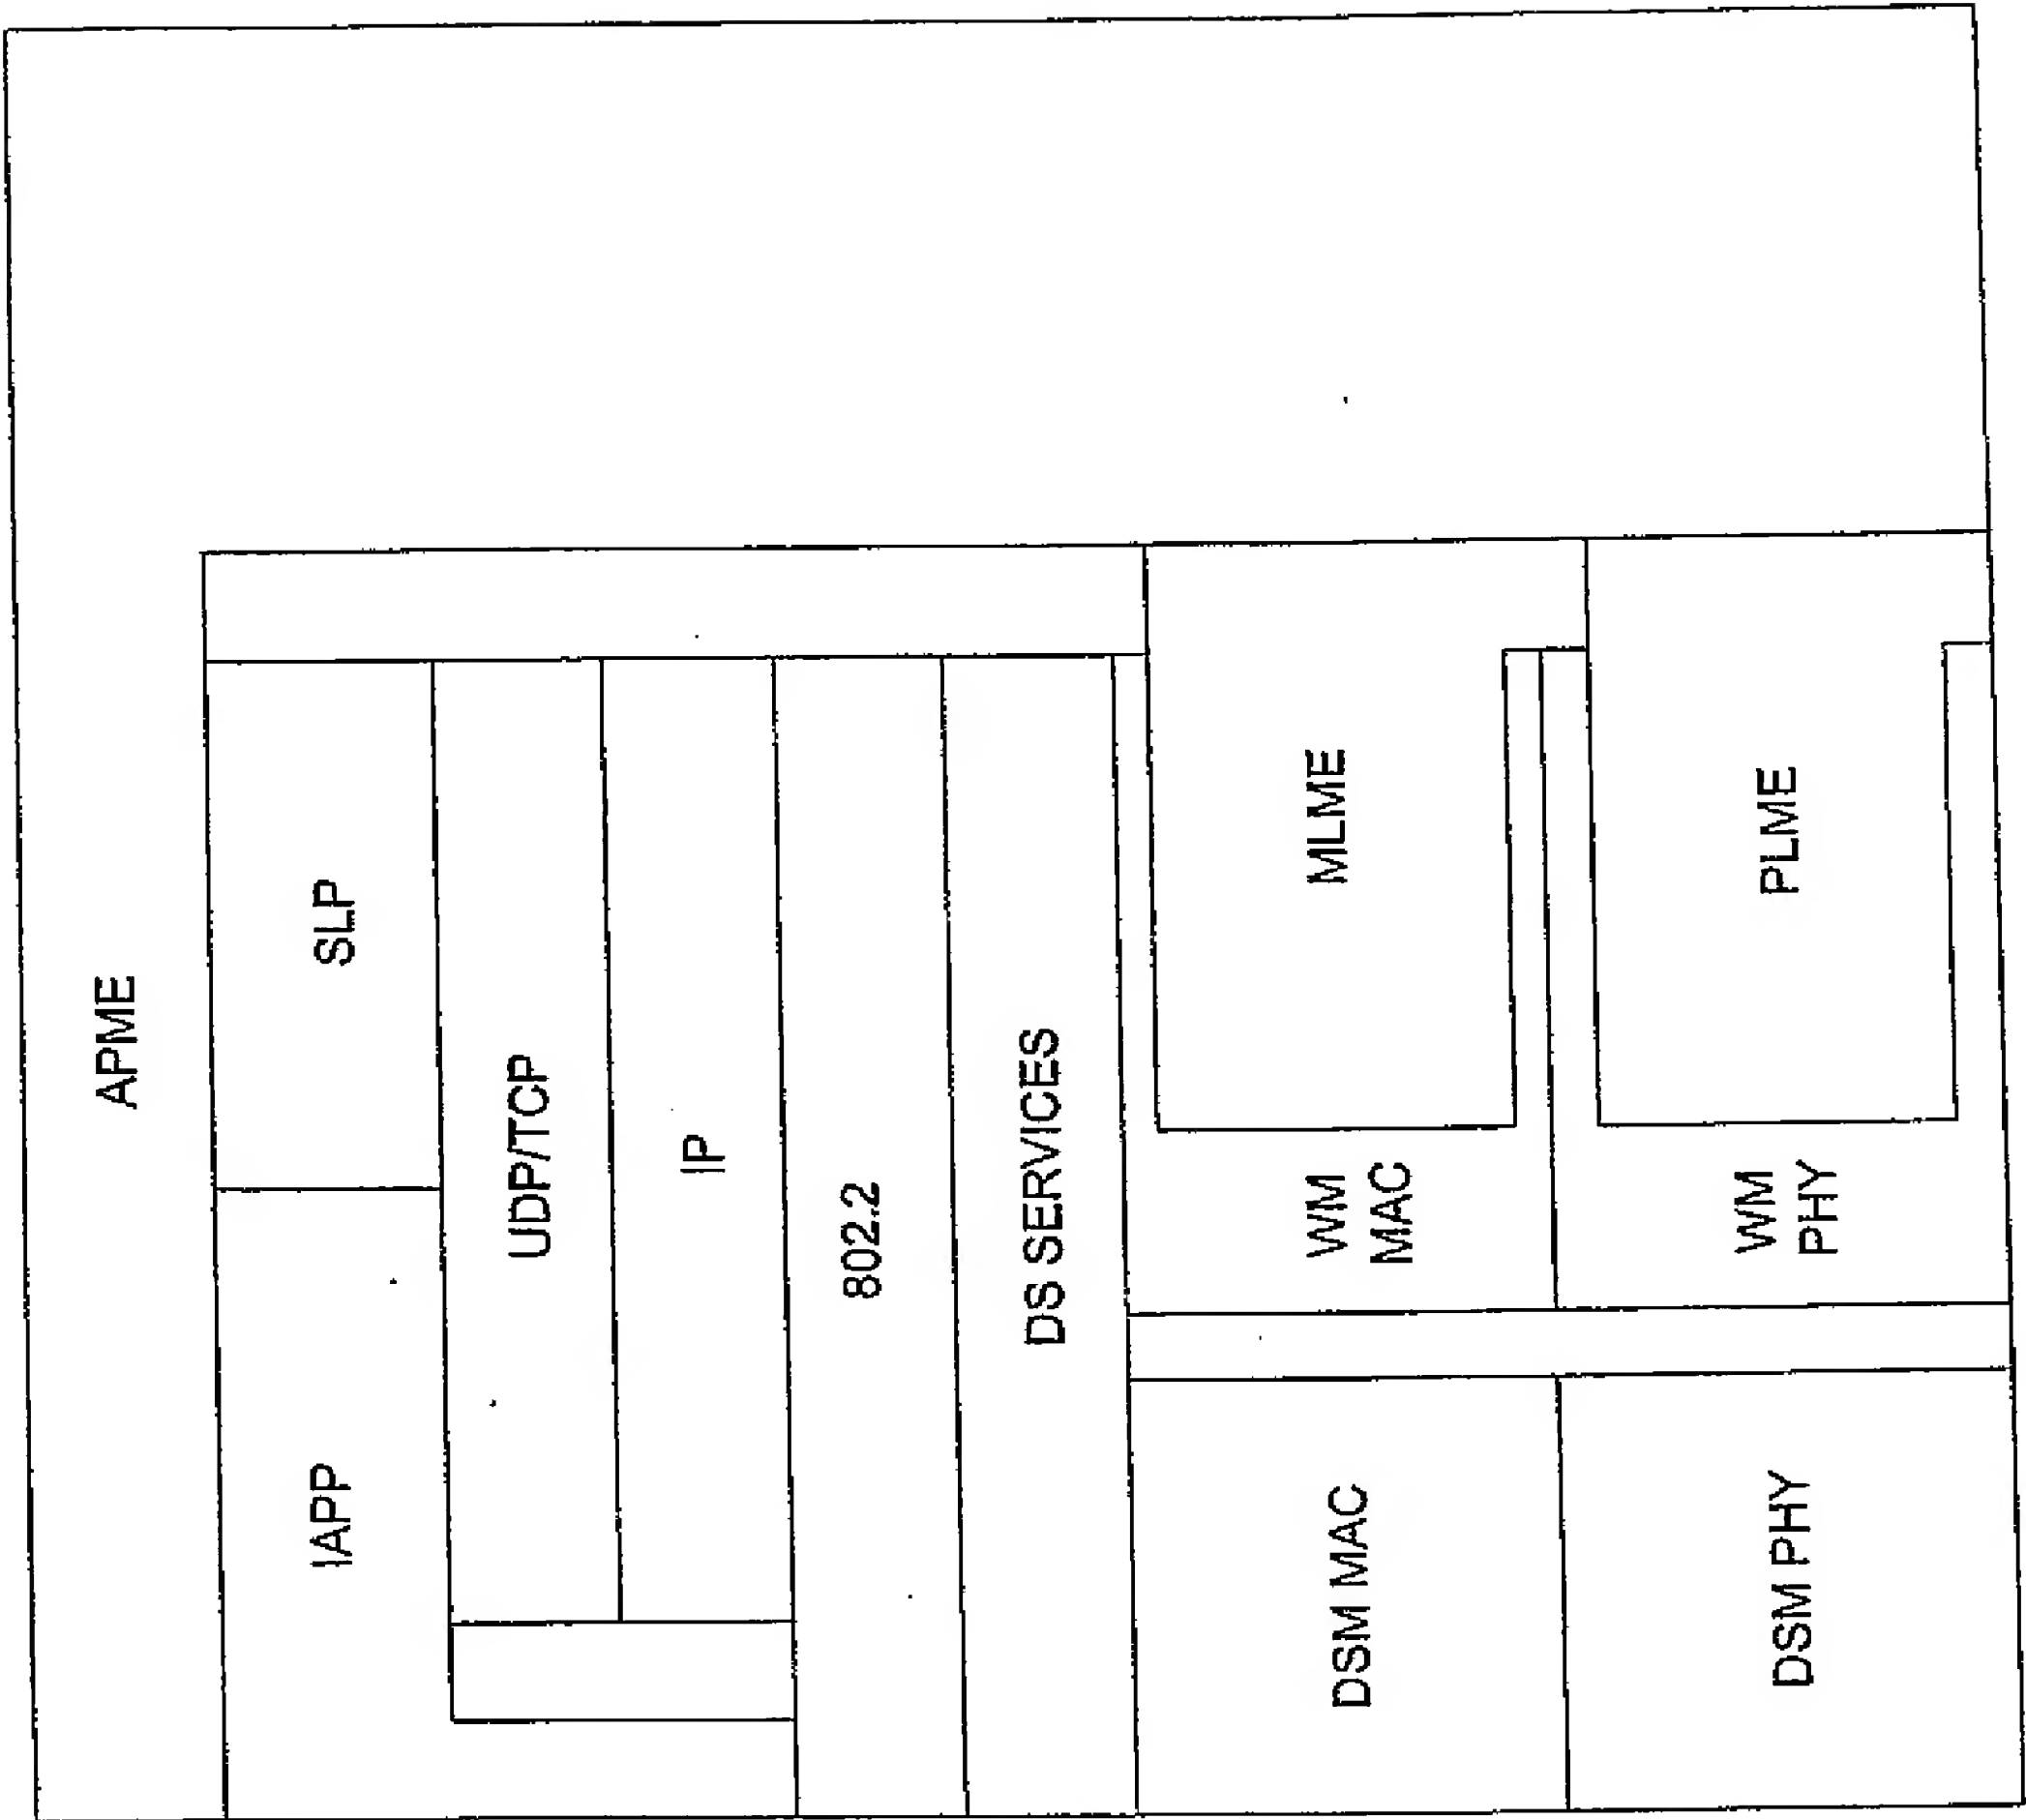 APME
IAPP
SLP
UDP/TCP
IP
802.2
DS SERVICES
DSM MAC
WM
MAC
MLME
DSM PHY
WM
PHY
PLME